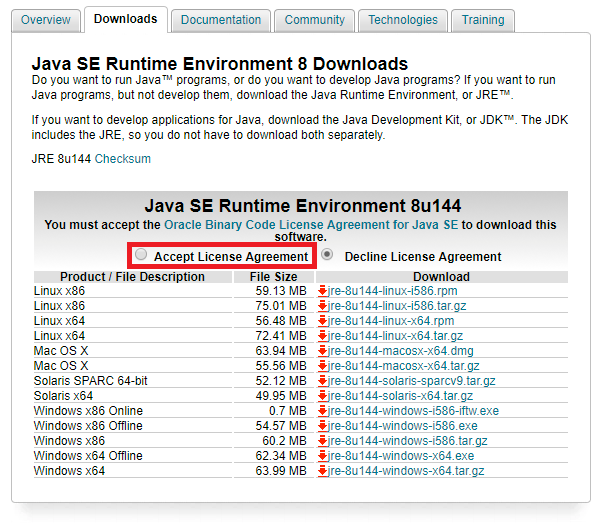 Overview Downloads Documentation Community Technologies Training
Java SE Runtime Environment 8 Downloads
Do you want to run Java™ programs, or do you want to develop Java programs? If you want to run
Java programs, but not develop them, download the Java Runtime Environment, or JRE™.
If you want to develop applications for Java, download the Java Development Kit, or JDK™. The JDK
includes the JRE, so you do not have to download both separately.
JRE 8u144 Checksum
Java SE Runtime Environment 8u144
You must accept the Oracle Binary Code License Agreement for Java SE to download this
software.
Accept License Agreement Decline License Agreement
Product / File Description File Size Download
Linux x86 59.13 MB jre-8u144-linux-i586.rpm
Linux x86 75.01 MB jre-8u144-linux-i586.tar.gz
Linux x64 56.48 MB jre-8u144-linux-x64.rpm
Linux x64 72.41 MB jre-8u144-linux-x64.tar.gz
Mac OS X 63.94 MB jre-8u144-macosx-x64.dmg
Mac OS X 55.56 MB jre-8u144-macosx-x64.tar.gz
Solaris SPARC 64-bit 52.12 MB jre-8u144-solaris-sparcv9.tar.gz
Solaris x64 49.95 MB jre-8u144-solaris-x64.tar.gz
Windows x86 Online 0.7 MB jre-8u144-windows-i586-iftw.exe
Windows x86 Offline 54.57 MB jre-8u144-windows-i586.exe
Windows x86 60.2 MB jre-8u144-windows-i586.tar.gz
Windows x64 Offline 62.34 MB jre-8u144-windows-x64.exe
Windows x64 63.99 MB jre-8u144-windows-x64.tar.gz